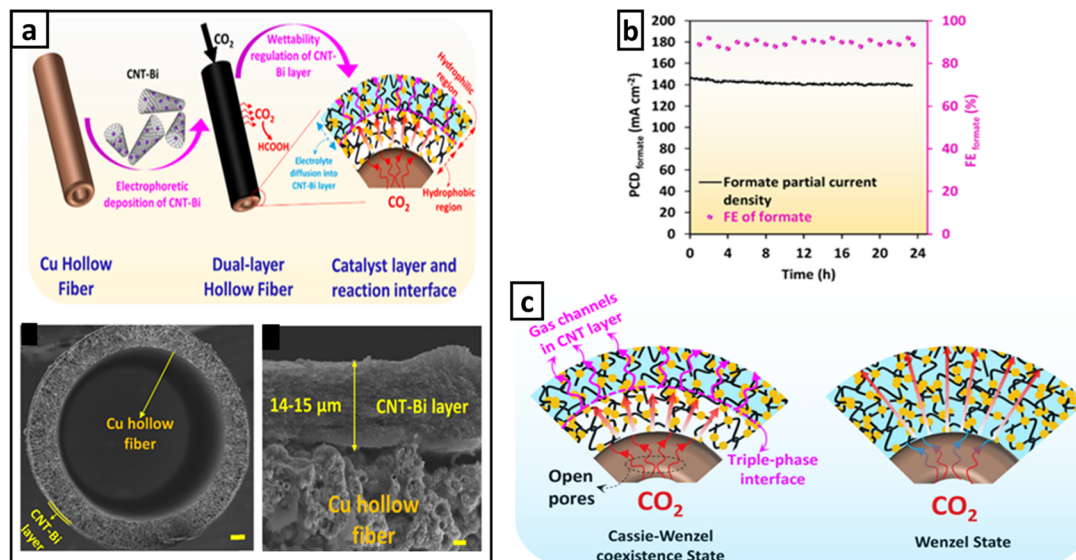 a
CO2
CNT-Bi
Electrophoretic
deposition of CNT-Bi
Wettability
regulation of CNT-
Bi layer
CO2
HCOOH
Hydrophilic
region
Electrolyte
diffusion into
CNT-Bi layer
Hydrophobic
region
CO2
Cu Hollow
Fiber
Dual-layer
Hollow Fiber
Catalyst layer and
reaction interface
Cu hollow
fiber
CNT-Bi
layer
14-15 µm
CNT-Bi layer
Cu hollow
fiber
b
PCD formate (mA cm-2)
200
180
160
140
120
100
80
60
40
20
0
0 4 8 12 16 20 24
Time (h)
100
80
60
40
20
0
FE formate (%)
Formate partial current
density
FE of formate
c
Gas channels
in CNT layer
Open
pores
CO2
Triple-phase
interface
Cassie-Wenzel
coexistence State
CO2
Wenzel State